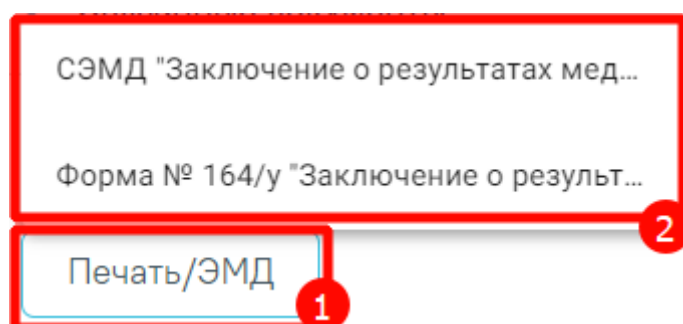 СЭМД "Заключение о результатах мед...
Форма № 164/у "Заключение о результ...
2
Печать/ЭМД
1